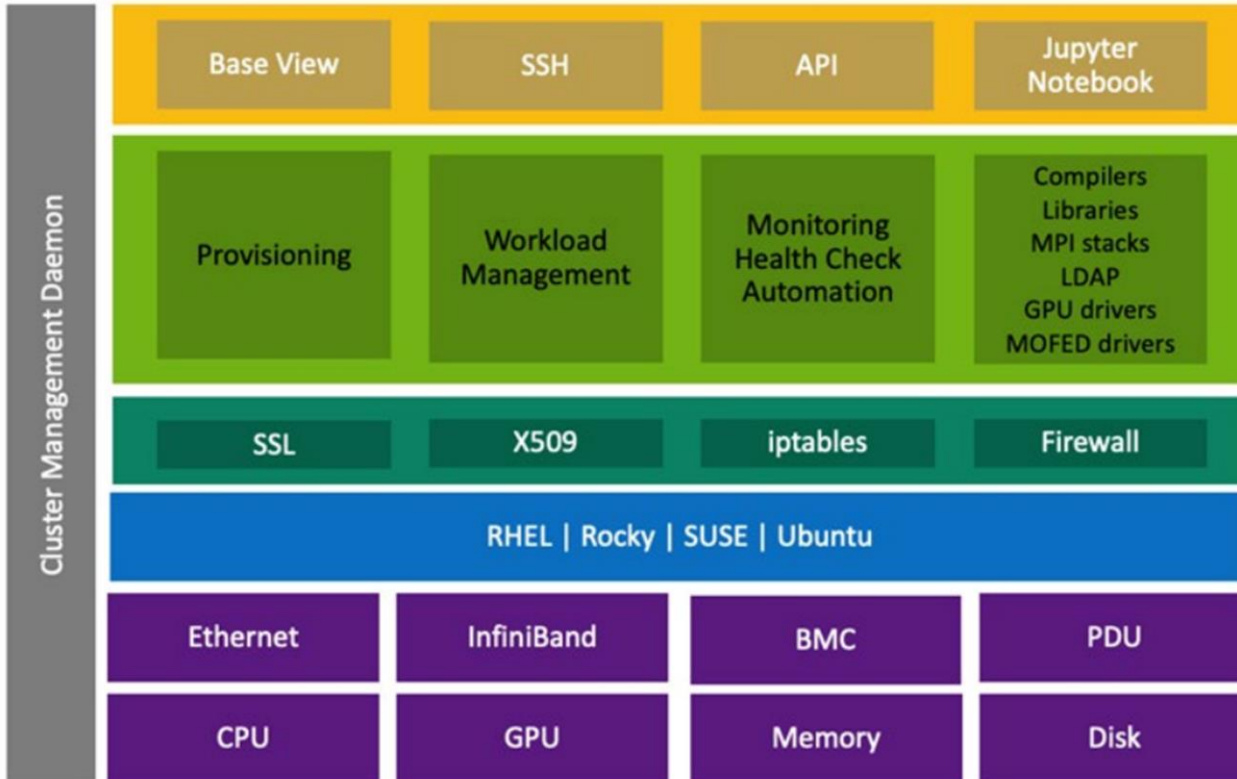 Cluster Management Daemon
Base View
SSH
API
Jupyter
Notebook
Provisioning
Workload
Management
Monitoring
Health Check
Automation
Compilers
Libraries
MPI stacks
LDAP
GPU drivers
MOFED drivers
SSL
X509
iptables
Firewall
RHEL | Rocky | SUSE | Ubuntu
Ethernet
InfiniBand
BMC
PDU
CPU
GPU
Memory
Disk